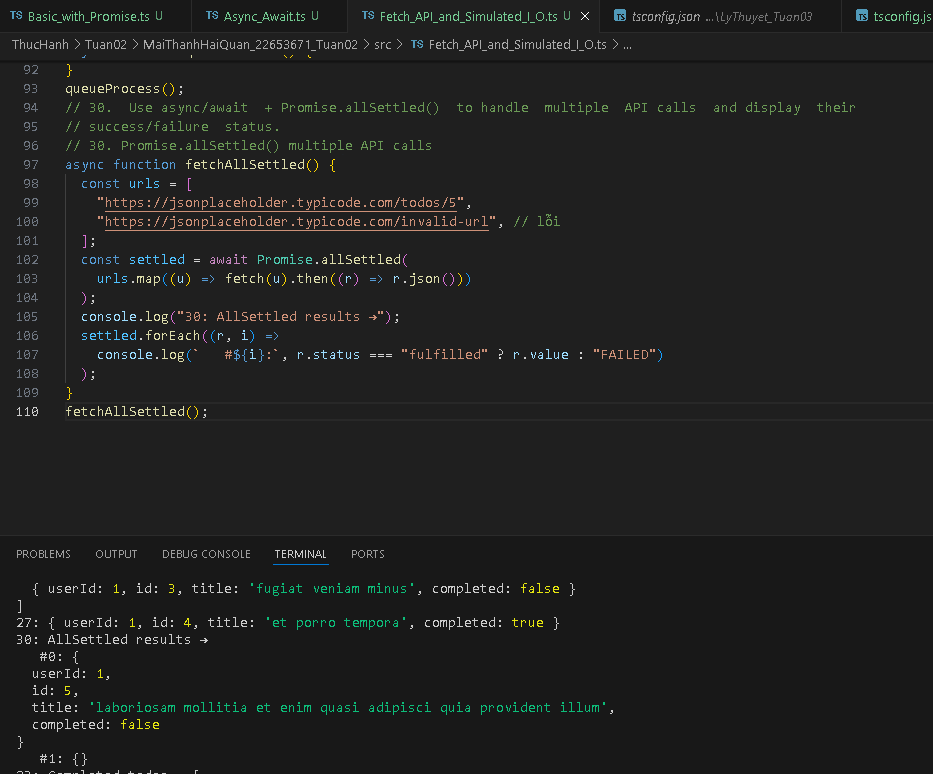 TS Basic_with_Promise.ts U TS Async_Await.ts U TS Fetch_API_and_Simulated_I_O.ts U × TS tsconfig.json ...\LyThuyet_Tuan03 TS tsconfig.js
ThucHanh > Tuan02 > MaiThanhHaiQuan_22653671_Tuan02 > src > TS Fetch_API_and_Simulated_I_O.ts > ...
92 }
93 queueProcess();
94 // 30.  Use async/await  + Promise.allSettled()  to handle  multiple  API calls  and display  their
95 // success/failure  status.
96 // 30. Promise.allSettled() multiple API calls
97 async function fetchAllSettled() {
98   const urls = [
99     "https://jsonplaceholder.typicode.com/todos/5",
100     "https://jsonplaceholder.typicode.com/invalid-url", // lỗi
101   ];
102   const settled = await Promise.allSettled(
103     urls.map((u) => fetch(u).then((r) => r.json()))
104   );
105   console.log("30: AllSettled results →");
106   settled.forEach((r, i) =>
107     console.log(`   #${i}:`, r.status === "fulfilled" ? r.value : "FAILED")
108   );
109 }
110 fetchAllSettled();
PROBLEMS OUTPUT DEBUG CONSOLE TERMINAL PORTS
  { userId: 1, id: 3, title: 'fugiat veniam minus', completed: false }
]
27: { userId: 1, id: 4, title: 'et porro tempora', completed: true }
30: AllSettled results →
   #0: {
  userId: 1,
  id: 5,
  title: 'laboriosam mollitia et enim quasi adipisci quia provident illum',
  completed: false
}
   #1: {}